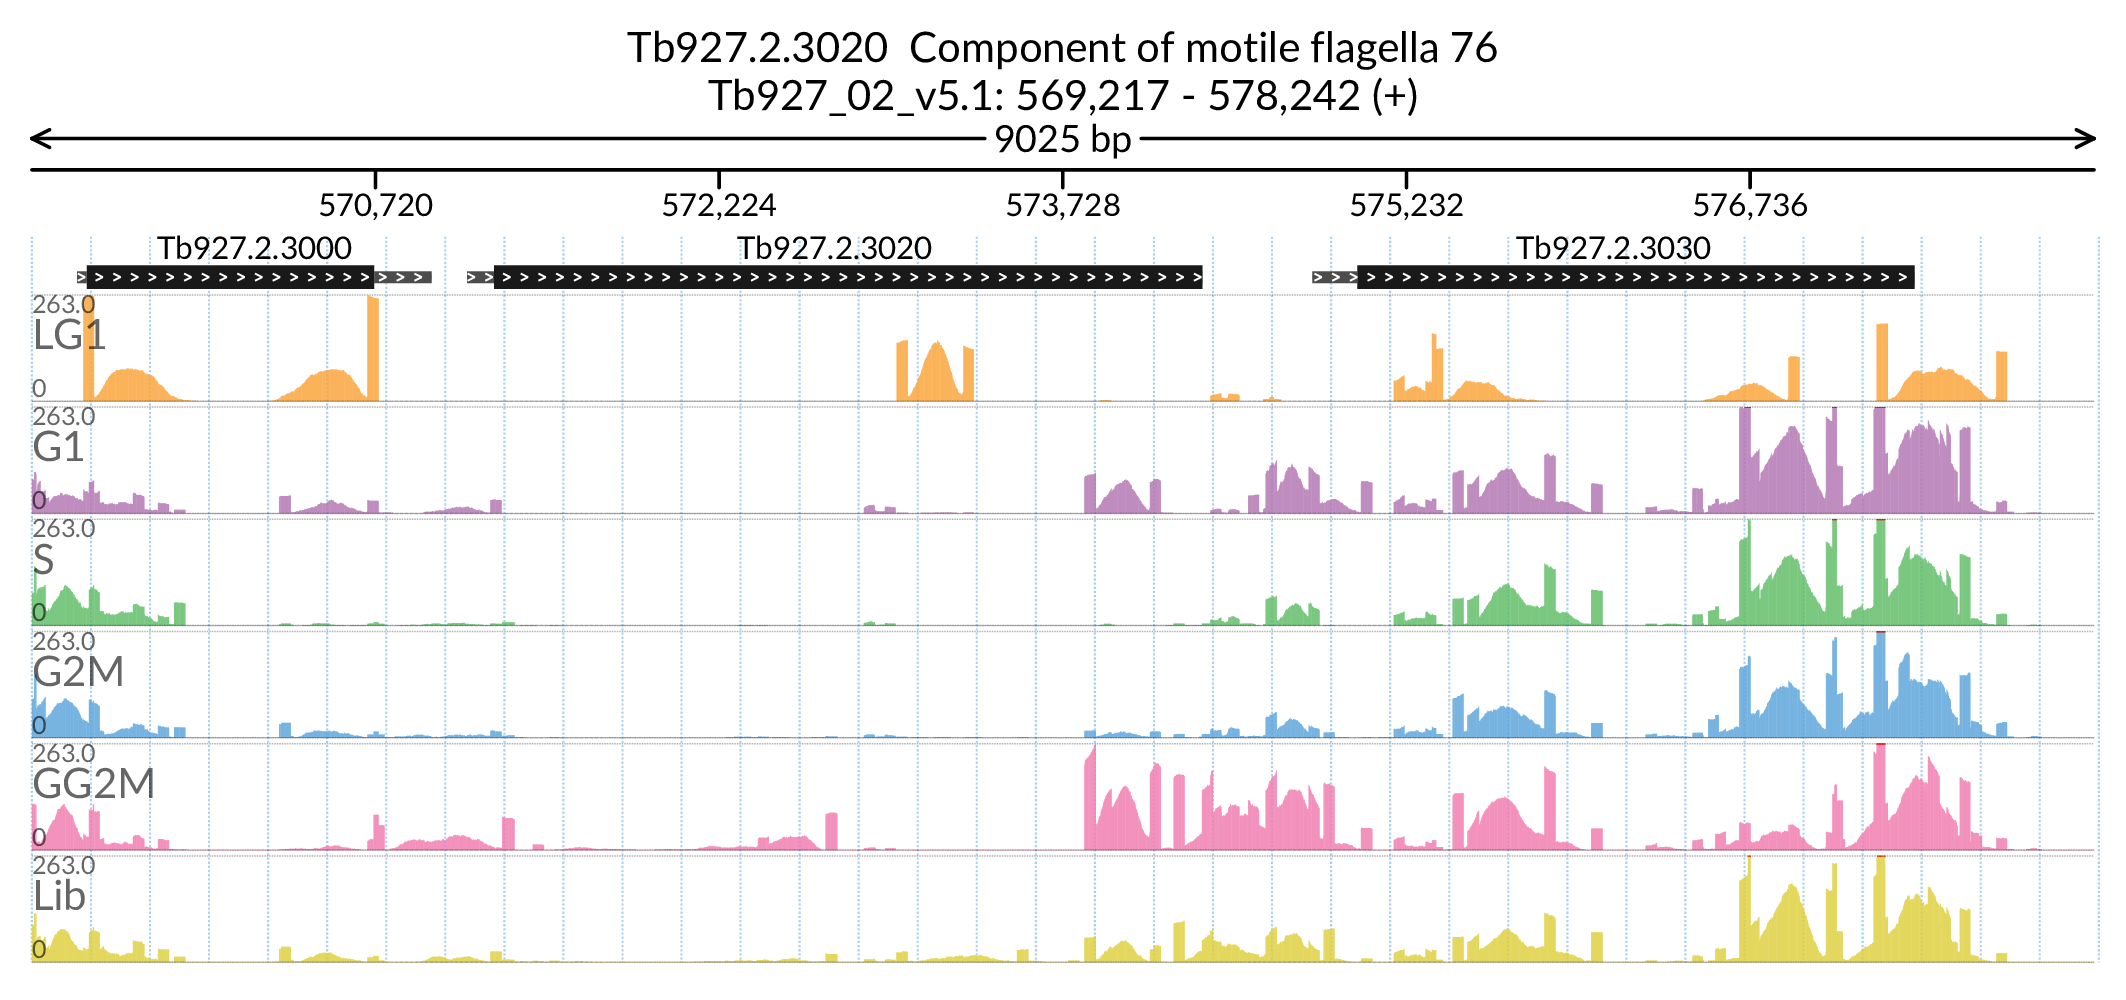 Tb927.2.3020 Component of motile flagella 76
Tb927_02_v5.1: 569,217 - 578,242 (+)
9025 bp
570,720 572,224 573,728 575,232 576,736
Tb927.2.3000 Tb927.2.3020 Tb927.2.3030
263.0
LG1
0
263.0
G1
0
263.0
S
0
263.0
G2M
0
263.0
GG2M
0
263.0
Lib
0